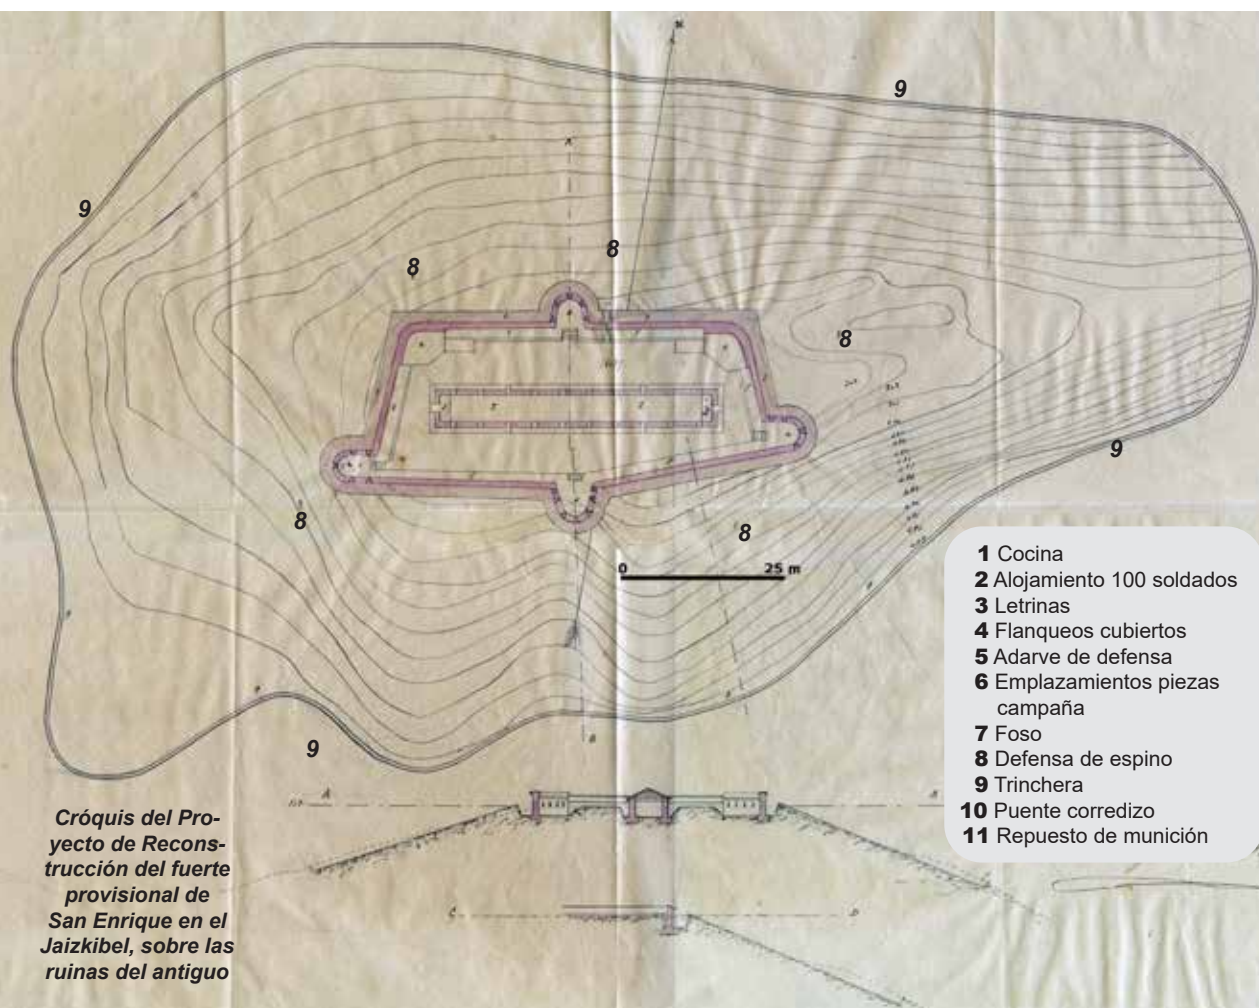 N
9
A
9
8
8
8
9
8
8
0 25 m
B
9
A
C
D
1 Cocina
2 Alojamiento 100 soldados
3 Letrinas
4 Flanqueos cubiertos
5 Adarve de defensa
6 Emplazamientos piezas
campaña
7 Foso
8 Defensa de espino
9 Trinchera
10 Puente corredizo
11 Repuesto de munición
Cróquis del Pro-
yecto de Recons-
trucción del fuerte
provisional de
San Enrique en el
Jaizkibel, sobre las
ruinas del antiguo